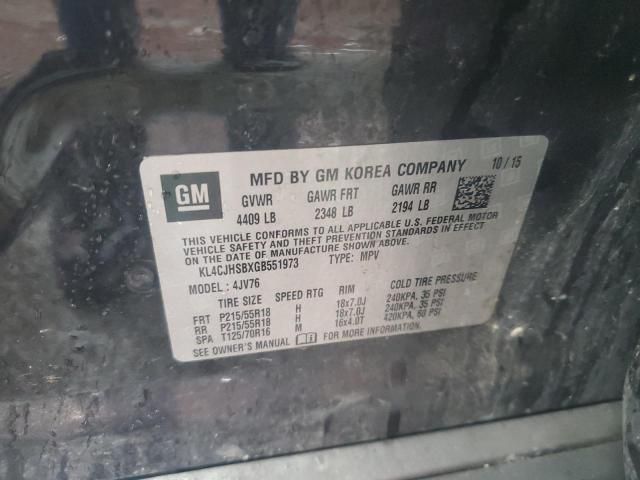 GM
MFD BY GM KOREA COMPANY 10 / 15
GVWR GAWR FRT GAWR RR
4409 LB 2348 LB 2194 LB
THIS VEHICLE CONFORMS TO ALL APPLICABLE U.S. FEDERAL MOTOR
VEHICLE SAFETY, BUMPER, AND THEFT PREVENTION STANDARDS IN EFFECT
ON THE DATE OF MANUFACTURE SHOWN ABOVE.
KL4CJHSBXGB551973 TYPE: MPV
MODEL: 4JV76
TIRE SIZE SPEED RTG RIM COLD TIRE PRESSURE
FRT P215/55R18 H 18x7.0J 240KPA, 35 PSI
RR P215/55R18 H 18x7.0J 240KPA, 35 PSI
SPA T125/70R16 M 16x4.0T 420KPA, 60 PSI
SEE OWNER'S MANUAL FOR MORE INFORMATION.